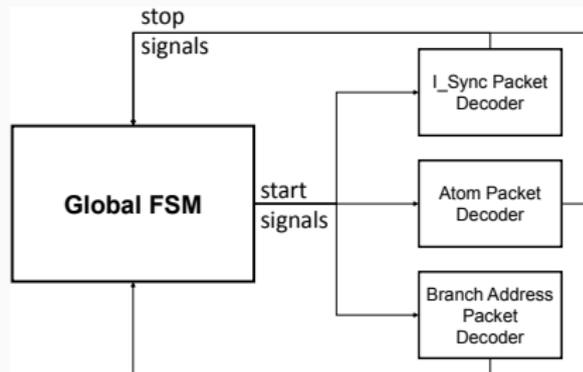 stop
signals
I_Sync Packet
Decoder
Global FSM
start
signals
Atom Packet
Decoder
Branch Address
Packet
Decoder